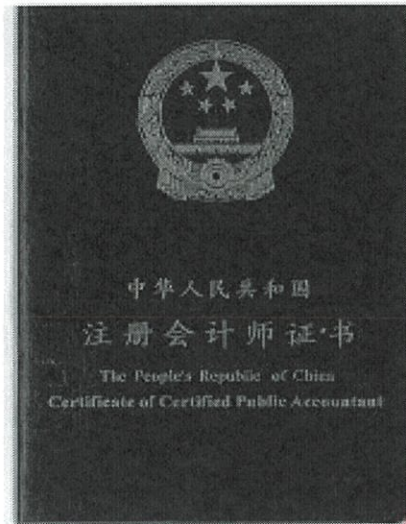 中华人民共和国
注册会计师证书
The People's Republic of China
Certificate of Certified Public Accountant